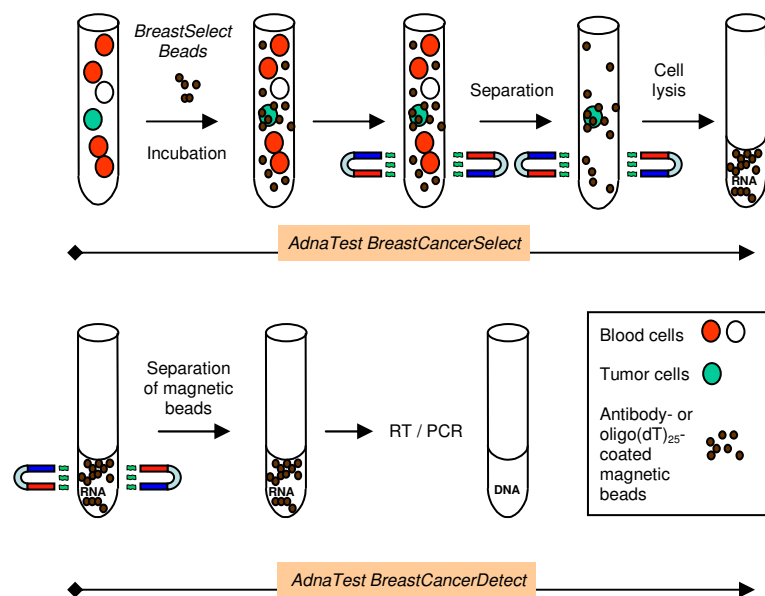 BreastSelect
Beads
Incubation
Separation
Cell
lysis
RNA
AdnaTest BreastCancerSelect
Separation
of magnetic
beads
RNA
RNA
RT / PCR
DNA
Blood cells
Tumor cells
Antibody- or
oligo(dT)25-
coated
magnetic
beads
AdnaTest BreastCancerDetect